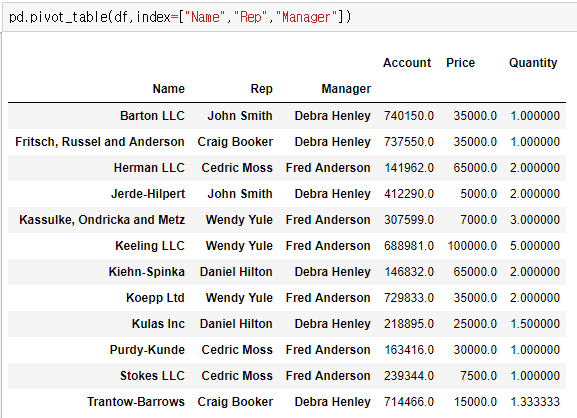 pd.pivot_table(df,index=["Name","Rep","Manager"])
Account Price Quantity
Name Rep Manager
Barton LLC John Smith Debra Henley 740150.0 35000.0 1.000000
Fritsch, Russel and Anderson Craig Booker Debra Henley 737550.0 35000.0 1.000000
Herman LLC Cedric Moss Fred Anderson 141962.0 65000.0 2.000000
Jerde-Hilpert John Smith Debra Henley 412290.0 5000.0 2.000000
Kassulke, Ondricka and Metz Wendy Yule Fred Anderson 307599.0 7000.0 3.000000
Keeling LLC Wendy Yule Fred Anderson 688981.0 100000.0 5.000000
Kiehn-Spinka Daniel Hilton Debra Henley 146832.0 65000.0 2.000000
Koepp Ltd Wendy Yule Fred Anderson 729833.0 35000.0 2.000000
Kulas Inc Daniel Hilton Debra Henley 218895.0 25000.0 1.500000
Purdy-Kunde Cedric Moss Fred Anderson 163416.0 30000.0 1.000000
Stokes LLC Cedric Moss Fred Anderson 239344.0 7500.0 1.000000
Trantow-Barrows Craig Booker Debra Henley 714466.0 15000.0 1.333333